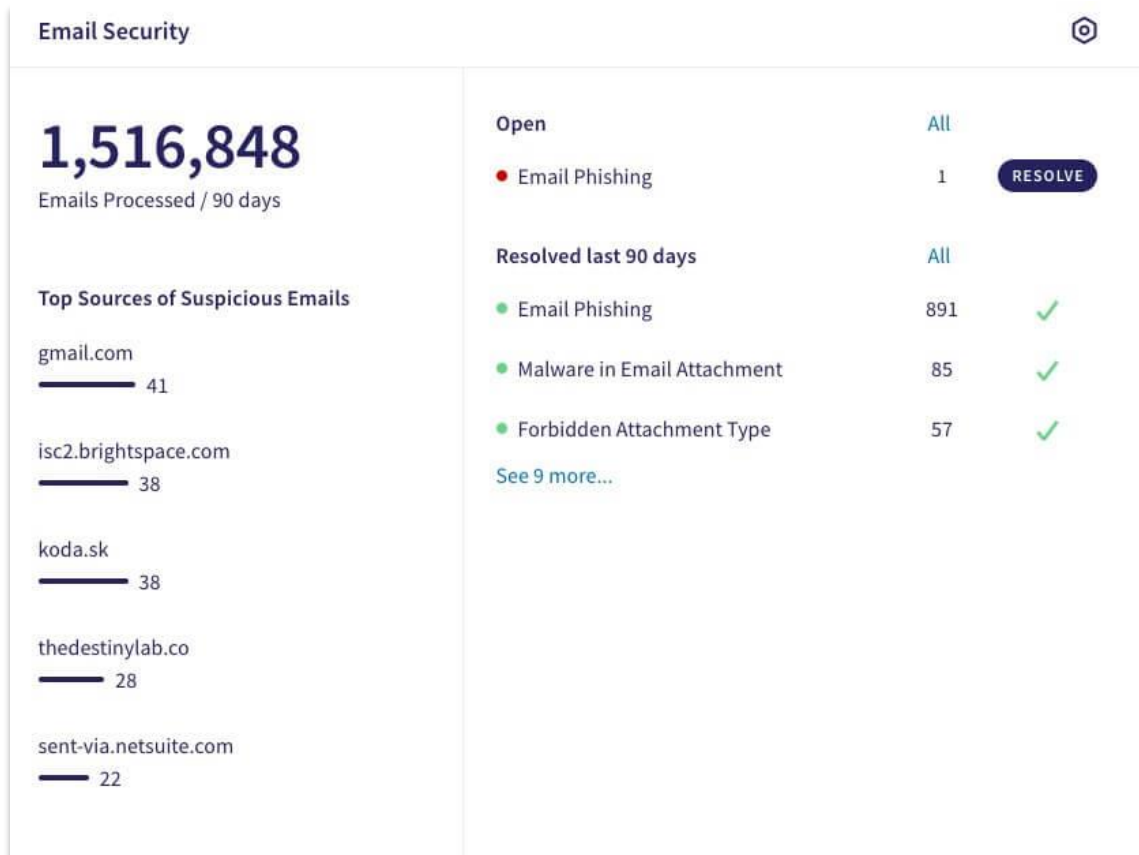 Email Security
1,516,848
Emails Processed / 90 days
Top Sources of Suspicious Emails
gmail.com
41
isc2.brightspace.com
38
koda.sk
38
thedestinylab.co
28
sent-via.netsuite.com
22
Open All
Email Phishing 1 RESOLVE
Resolved last 90 days All
Email Phishing 891
Malware in Email Attachment 85
Forbidden Attachment Type 57
See 9 more...